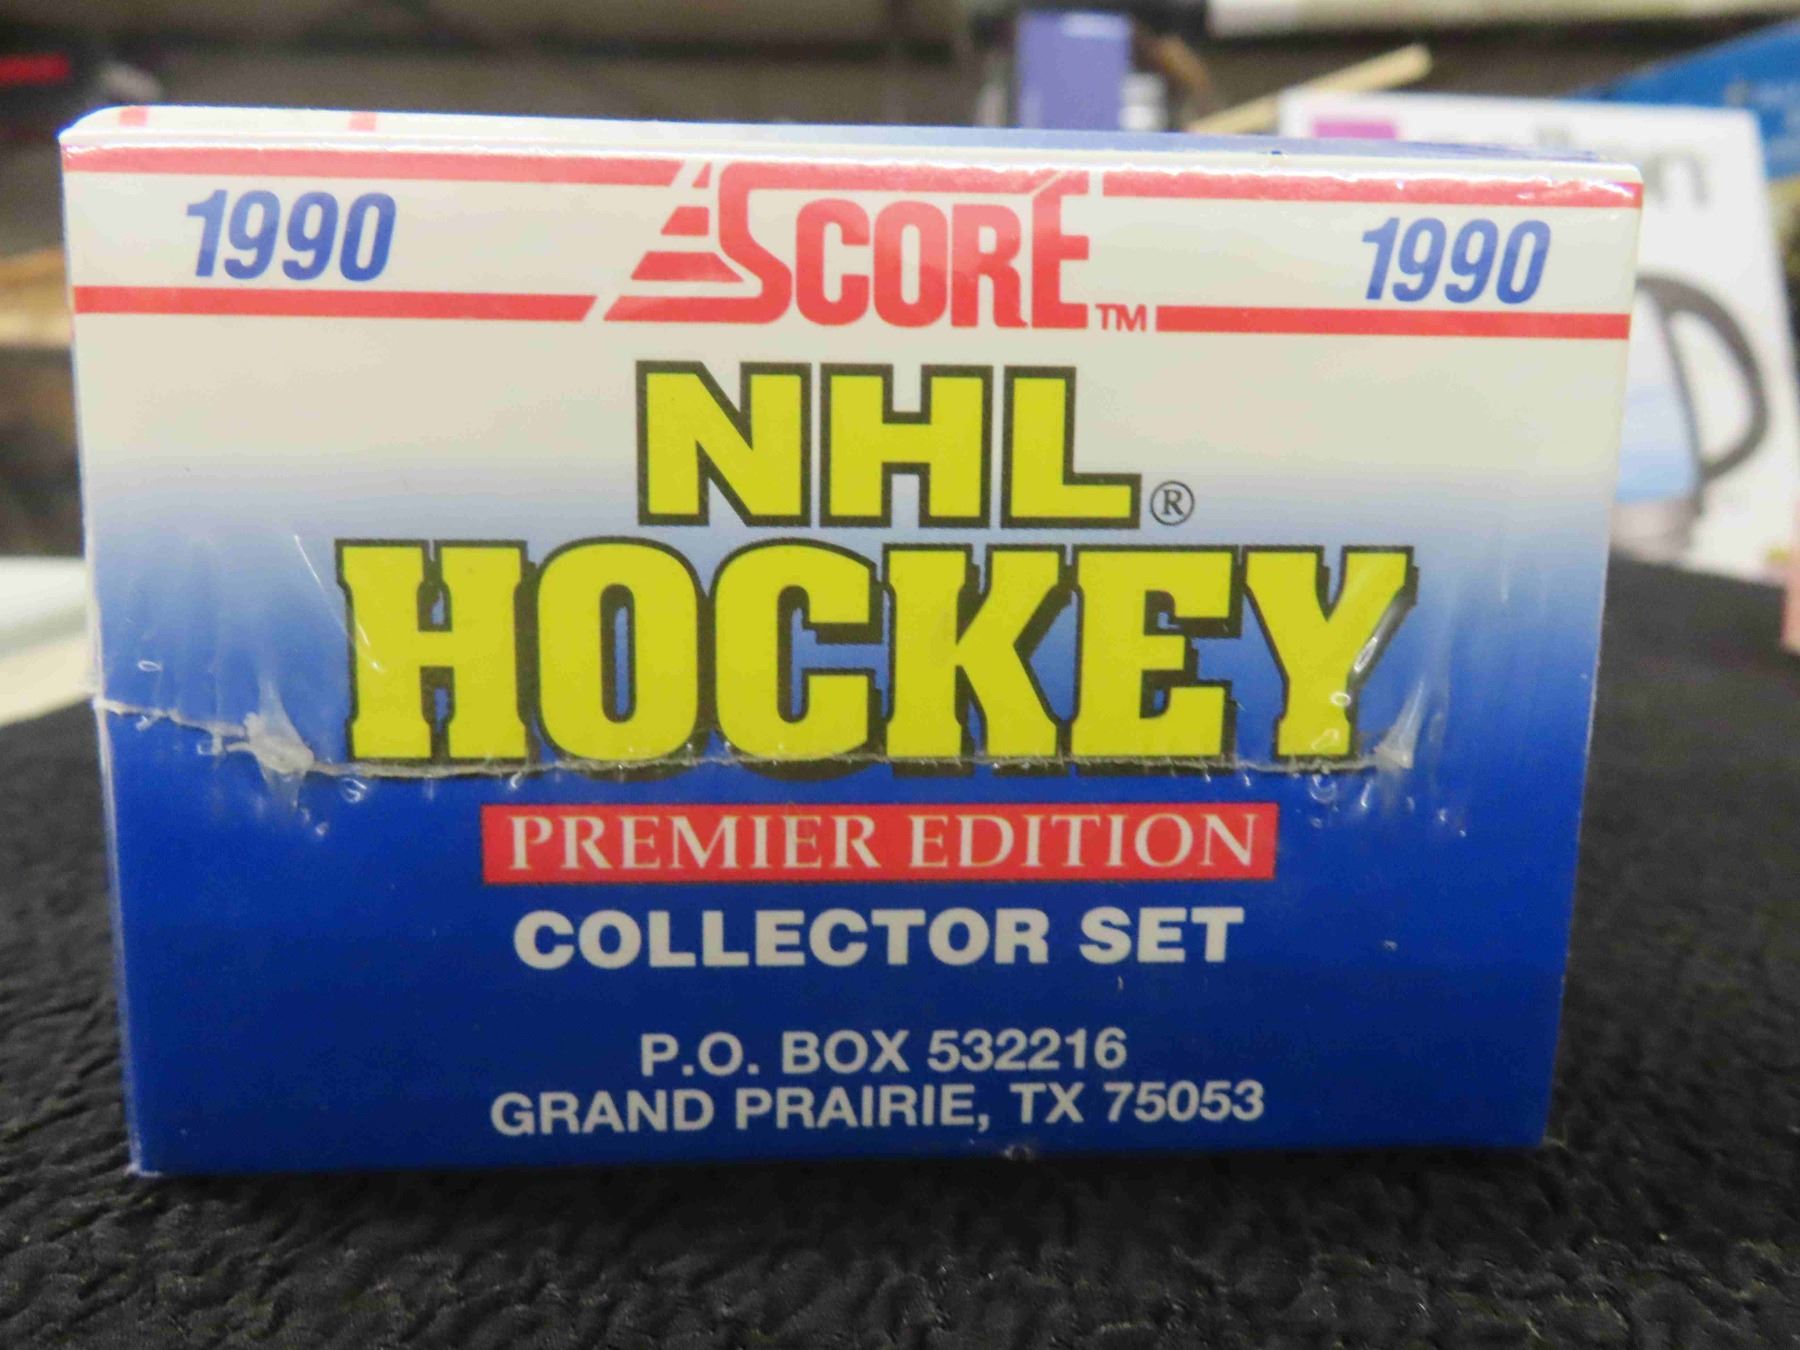 1990 SCORE™ 1990
NHL®
HOCKEY
PREMIER EDITION
COLLECTOR SET
P.O. BOX 532216
GRAND PRAIRIE, TX 75053